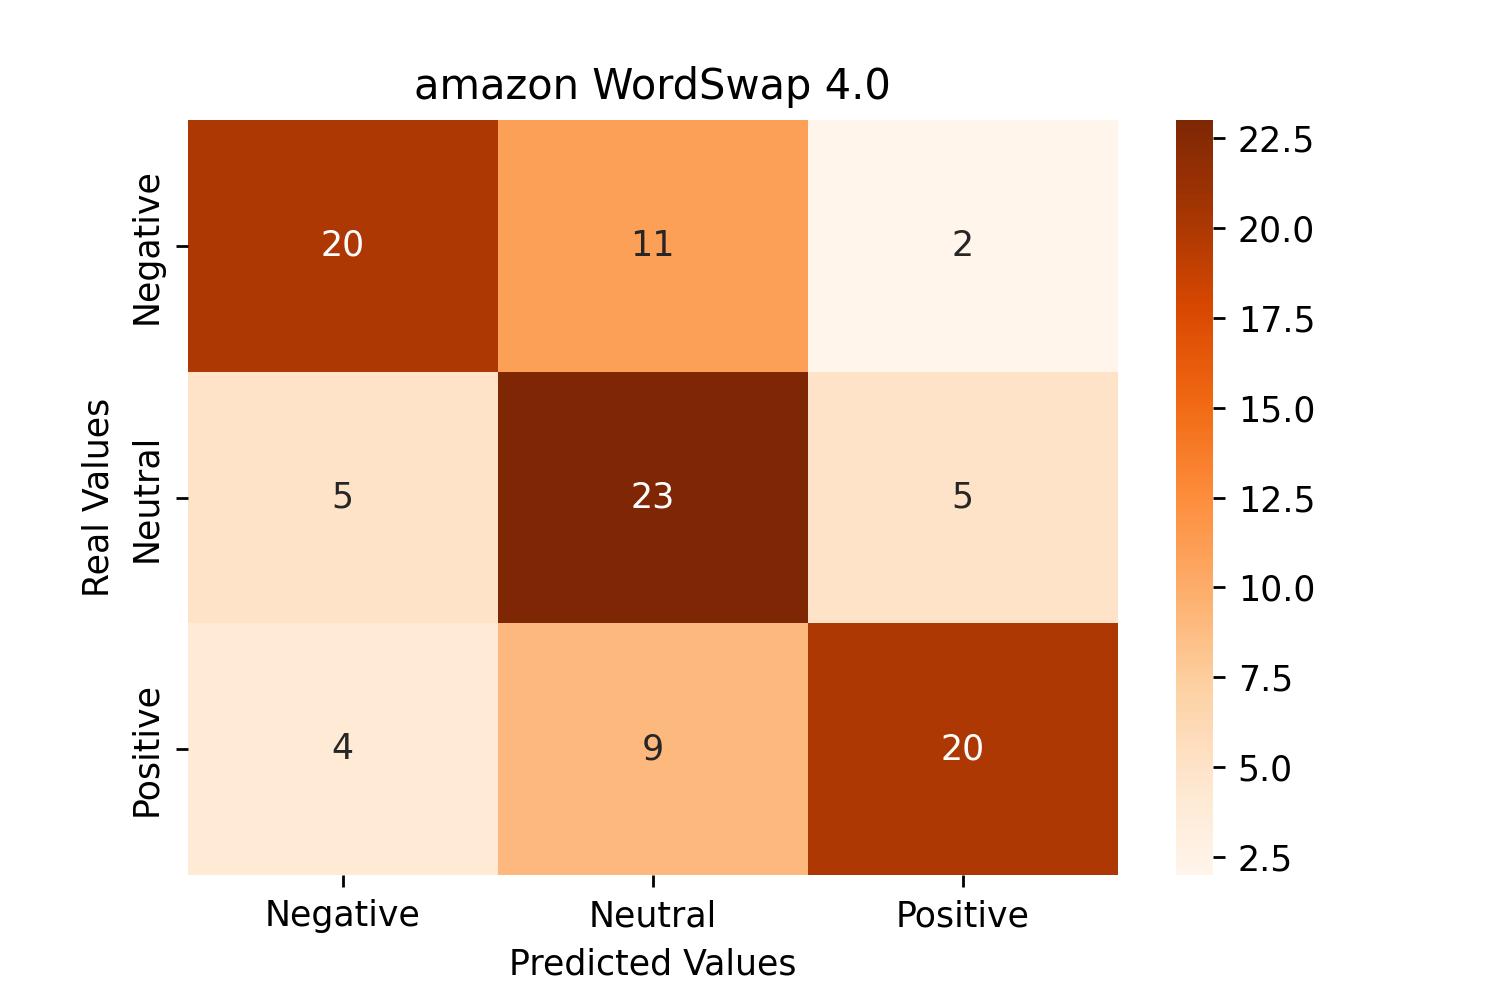 amazon WordSwap 4.0
Real Values
Negative
20 11 2
Neutral
5 23 5
Positive
4 9 20
Negative Neutral Positive
Predicted Values
22.5
20.0
17.5
15.0
12.5
10.0
7.5
5.0
2.5